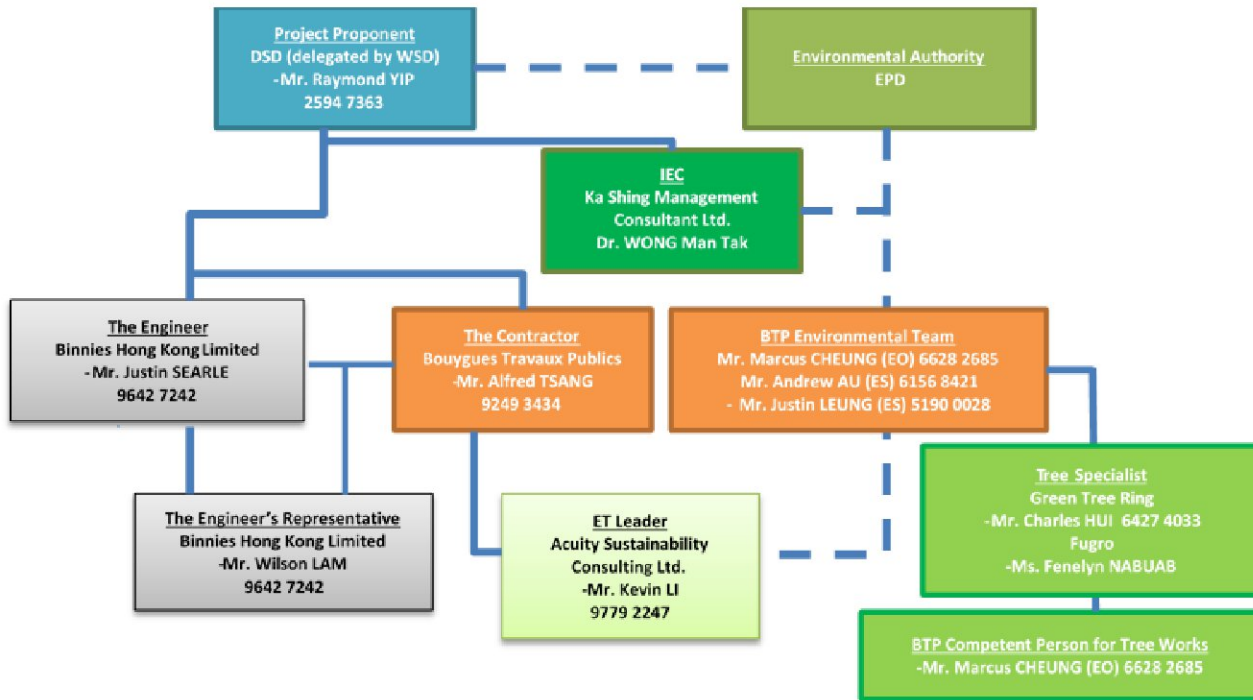 Project Proponent
DSD (delegated by WSD)
-Mr. Raymond YIP
2594 7363
Environmental Authority
EPD
IEC
Ka Shing Management
Consultant Ltd.
Dr. WONG Man Tak
The Engineer
Binnies Hong Kong Limited
-Mr. Justin SEARLE
9642 7242
The Contractor
Bouygues Travaux Publics
-Mr. Alfred TSANG
9249 3434
BTP Environmental Team
Mr. Marcus CHEUNG (EO) 6628 2685
Mr. Andrew AU (ES) 6156 8421
- Mr. Justin LEUNG (ES) 5190 0028
The Engineer's Representative
Binnies Hong Kong Limited
-Mr. Wilson LAM
9642 7242
ET Leader
Acuity Sustainability
Consulting Ltd.
-Mr. Kevin LI
9779 2247
Tree Specialist
Green Tree Ring
-Mr. Charles HUI 6427 4033
Fugro
-Ms. Fenelyn NABUAB
BTP Competent Person for Tree Works
-Mr. Marcus CHEUNG (EO) 6628 2685